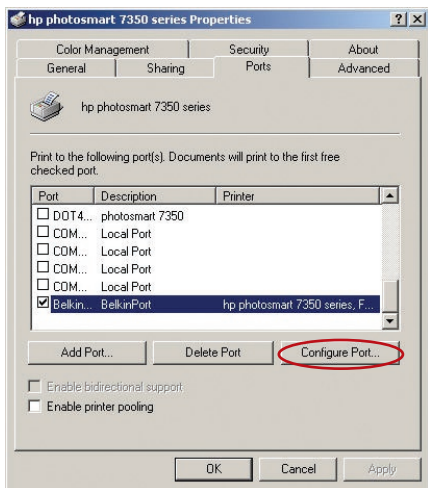 hp photosmart 7350 series Properties
Color Management Security About
General Sharing Ports Advanced
hp photosmart 7350 series
Print to the following port(s). Documents will print to the first free
checked port.
Port Description Printer
DOT4... photosmart 7350
COM... Local Port
COM... Local Port
COM... Local Port
COM... Local Port
Belkin... BelkinPort hp photosmart 7350 series, F...
Add Port... Delete Port Configure Port...
Enable bidirectional support
Enable printer pooling
OK Cancel Apply